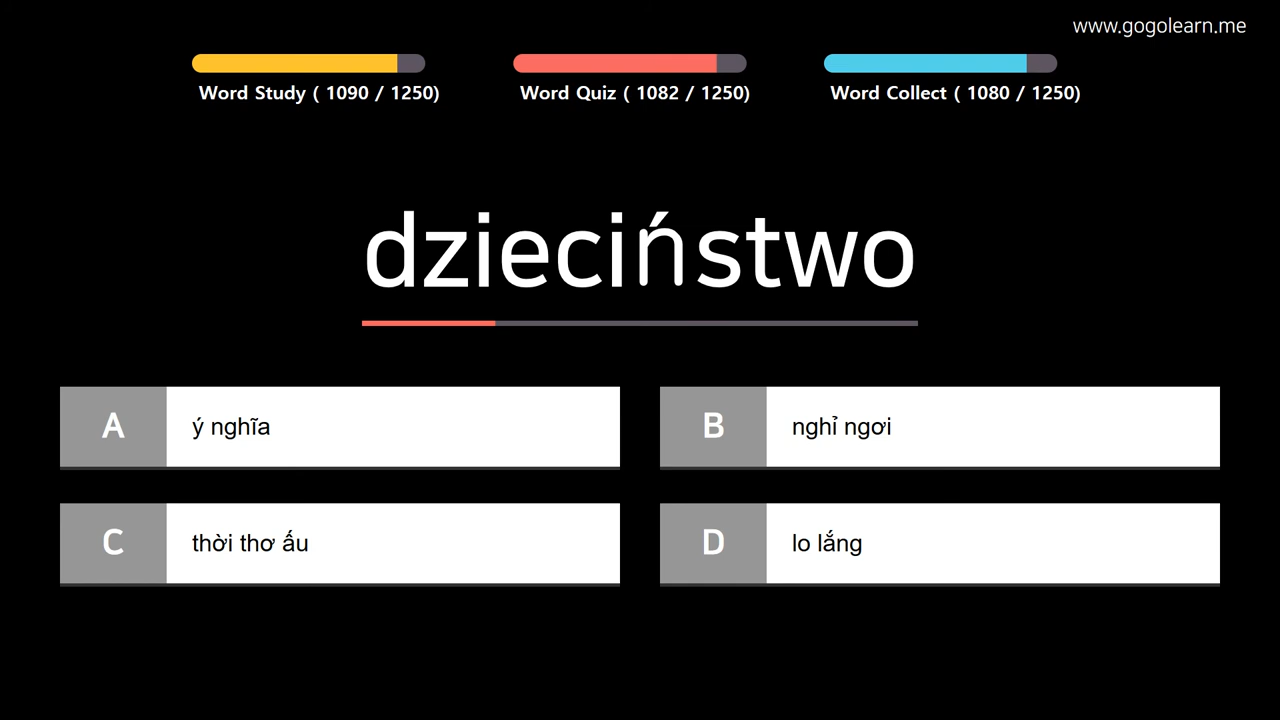 www.gogolearn.me
Word Study ( 1090 / 1250)
Word Quiz ( 1082 / 1250)
Word Collect ( 1080 / 1250)
dzieciństwo
A ý nghĩa
B nghỉ ngơi
C thời thơ ấu
D lo lắng